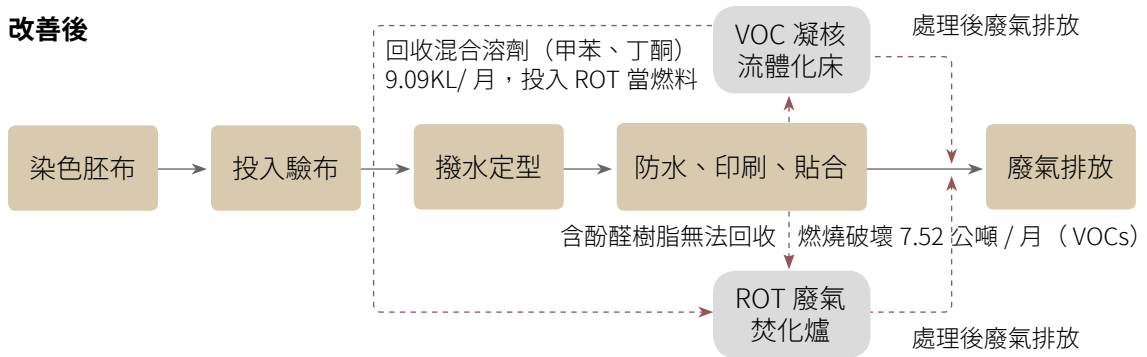 改善後
回收混合溶劑（甲苯、丁酮）
9.09KL/ 月，投入 ROT 當燃料
VOC 凝核
流體化床
處理後廢氣排放
染色胚布
投入驗布
撥水定型
防水、印刷、貼合
廢氣排放
含酚醛樹脂無法回收
燃燒破壞 7.52 公噸 / 月（ VOCs）
ROT 廢氣
焚化爐
處理後廢氣排放